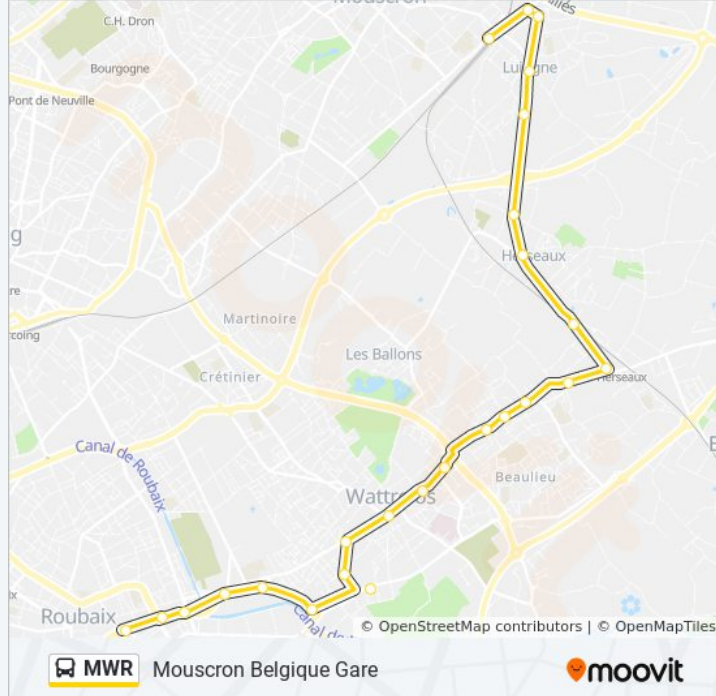 Mouscron
C.H. Dron
Bourgogne
Luigne
Pont de Neuville
Herseaux
Martinoire
Les Ballons
Crétinier
Herseaux
Canal de Roubaix
Beaulieu
Wattrelos
Roubaix
© OpenStreetMap contributors | © OpenMapTiles
MWR Mouscron Belgique Gare
moovit